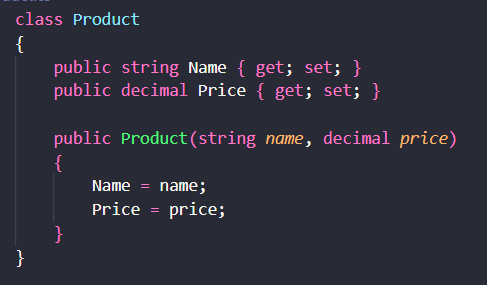 class Product
{
    public string Name { get; set; }
    public decimal Price { get; set; }

    public Product(string name, decimal price)
    {
        Name = name;
        Price = price;
    }
}